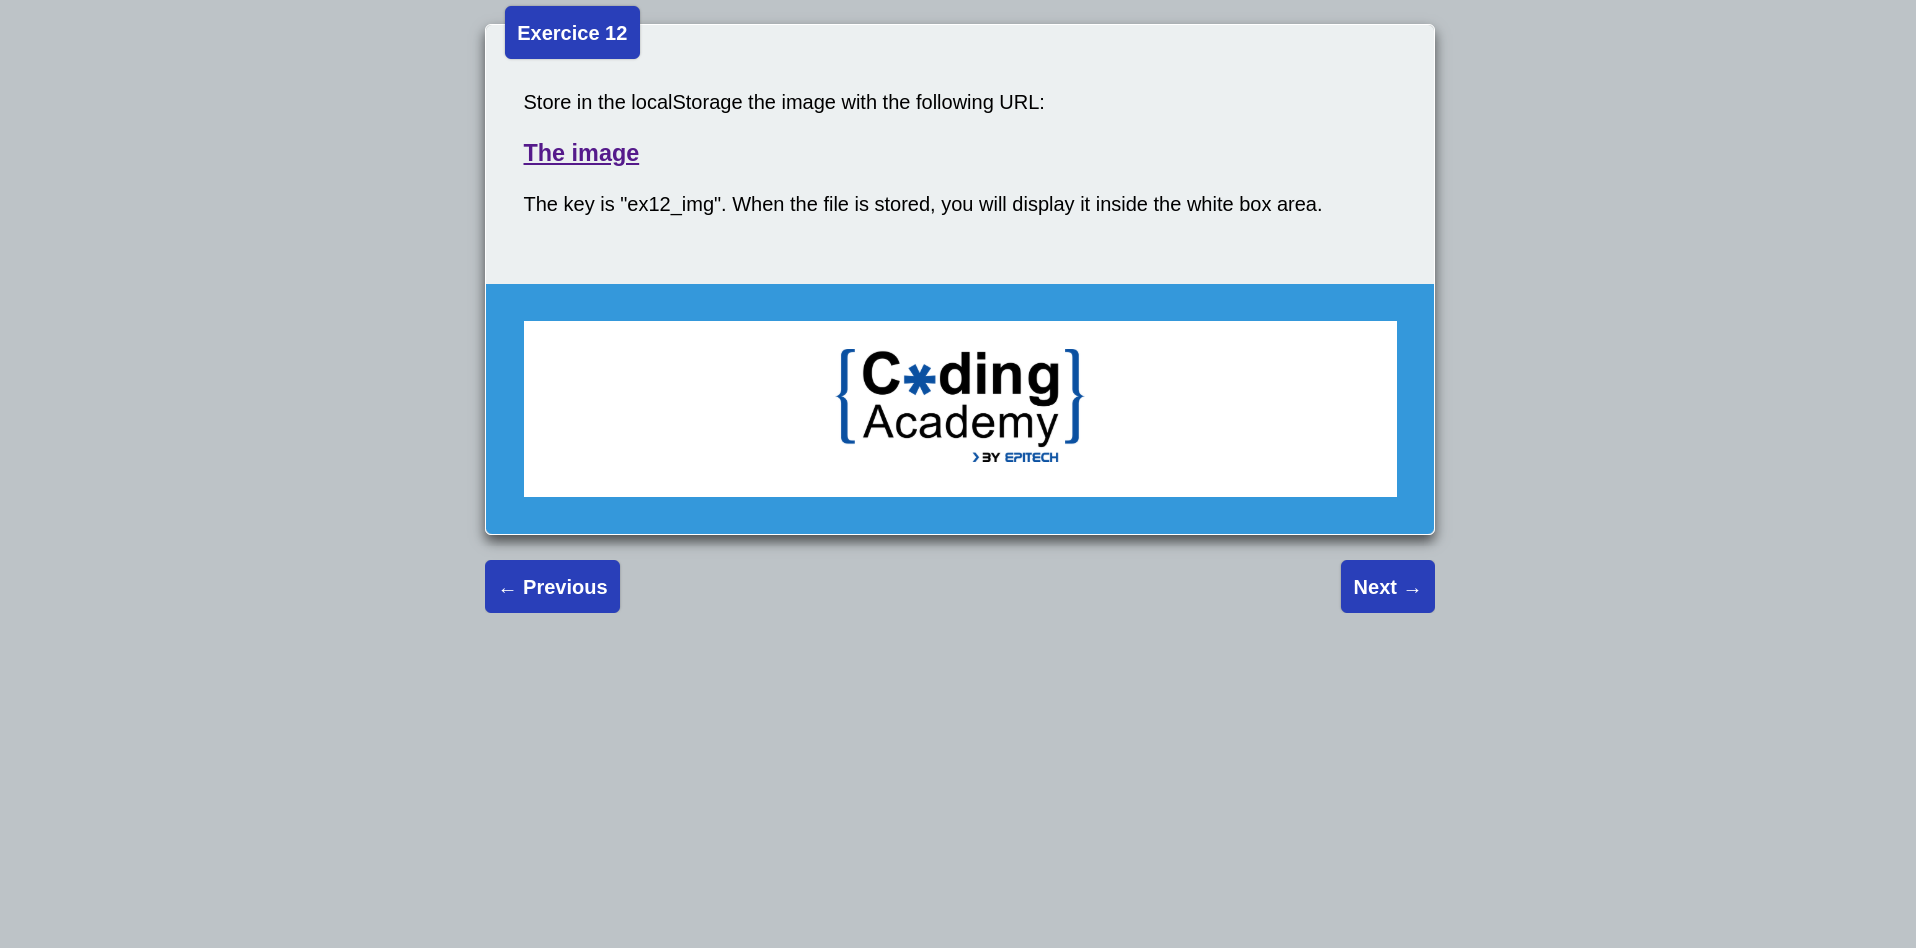 Exercice 12
Store in the localStorage the image with the following URL:
The image
The key is "ex12_img". When the file is stored, you will display it inside the white box area.
{C*ding}
Academy
> BY EPITECH
← Previous
Next →